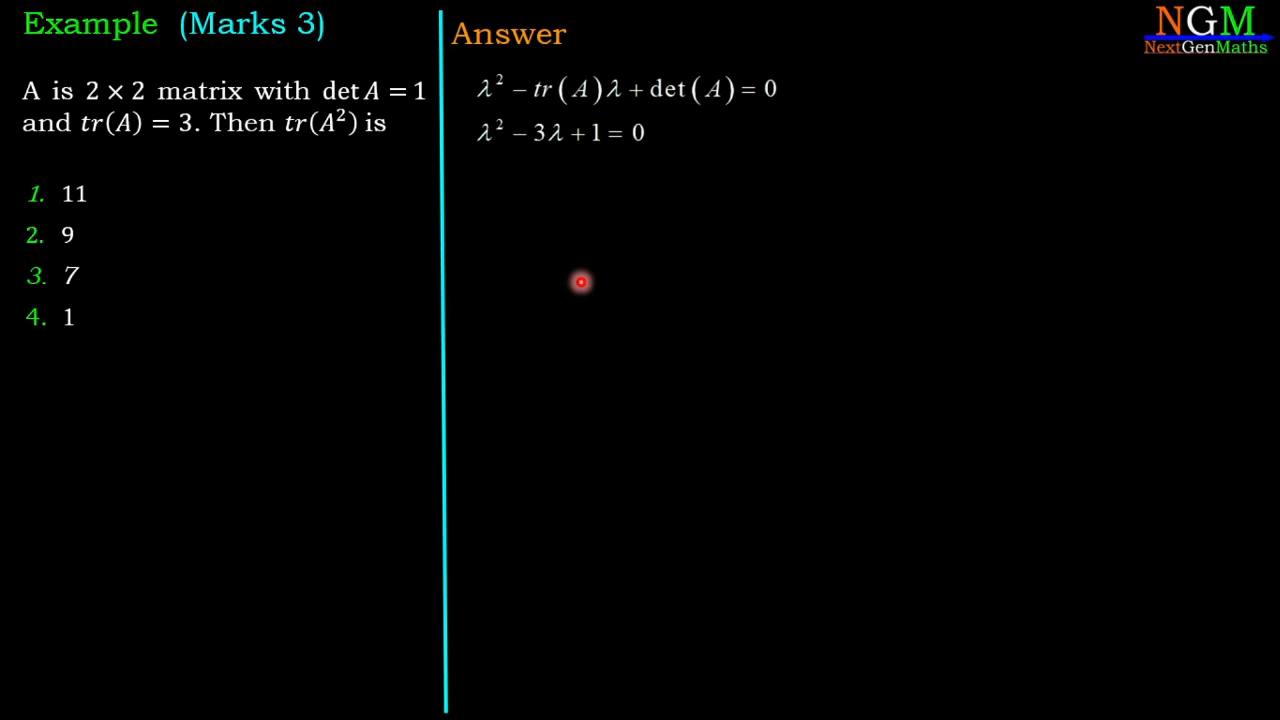 Example (Marks 3)
A is 2 × 2 matrix with det A = 1
and tr(A) = 3. Then tr(A²) is
1. 11
2. 9
3. 7
4. 1
Answer
λ² − tr(A)λ + det(A) = 0
λ² − 3λ + 1 = 0
NGM
NextGenMaths